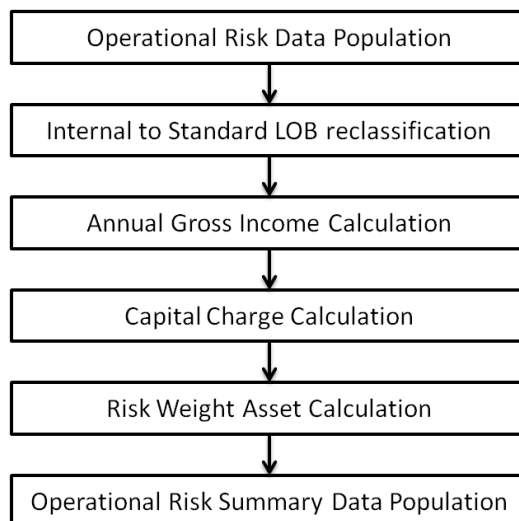 Operational Risk Data Population
Internal to Standard LOB reclassification
Annual Gross Income Calculation
Capital Charge Calculation
Risk Weight Asset Calculation
Operational Risk Summary Data Population